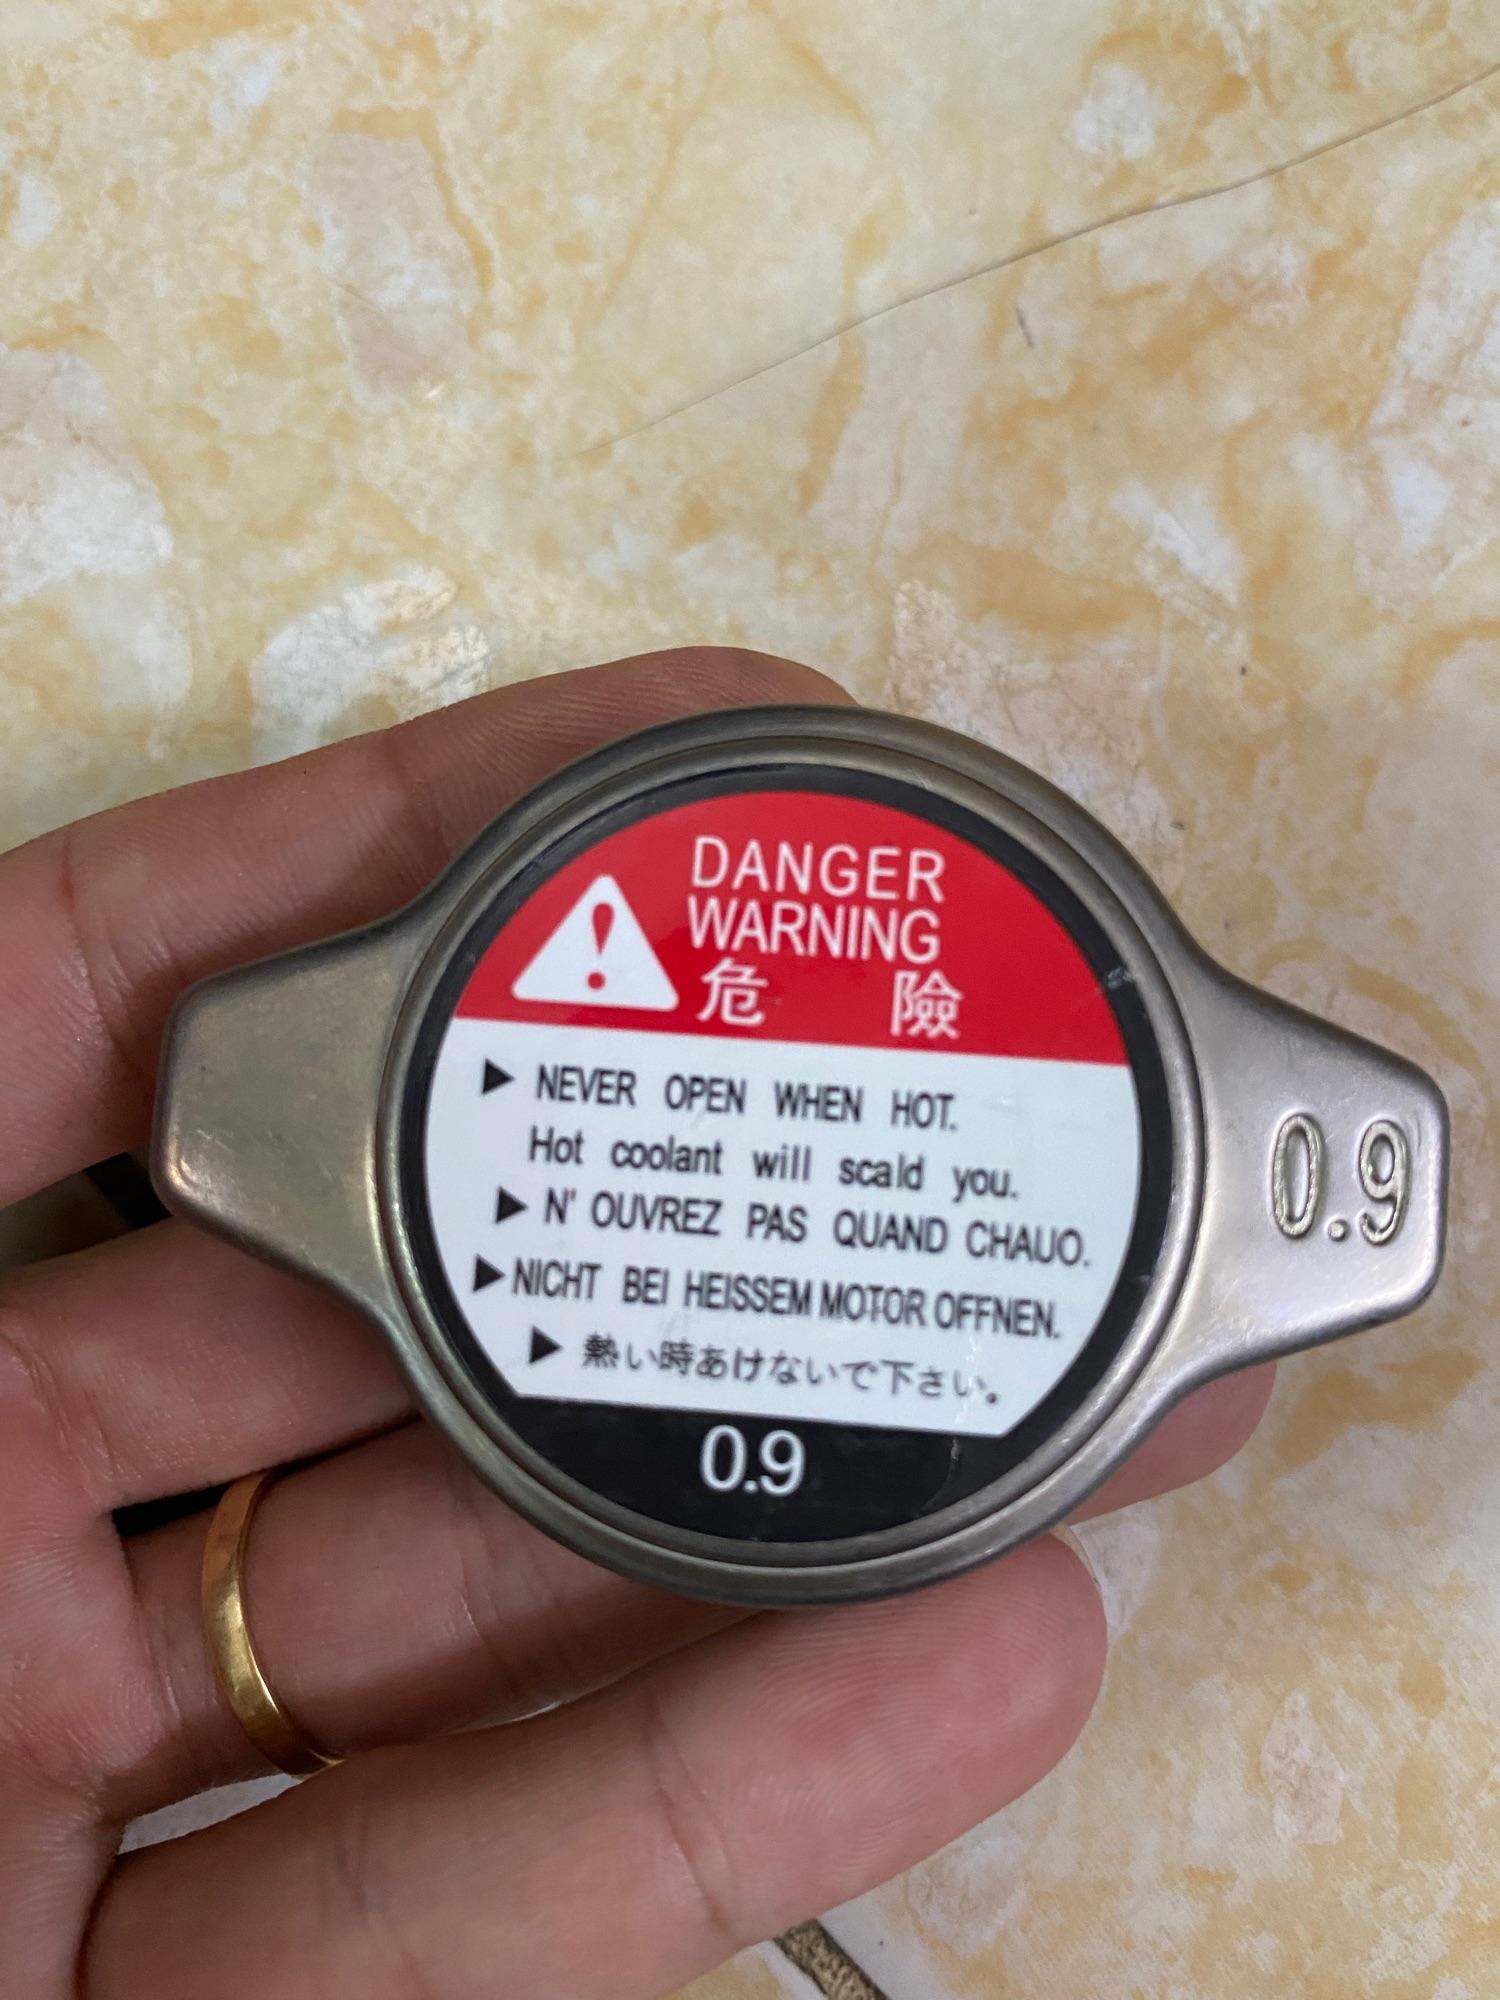 DANGER
WARNING
危 險
▶ NEVER OPEN WHEN HOT.
Hot coolant will scald you.
▶ N' OUVREZ PAS QUAND CHAUO.
▶ NICHT BEI HEISSEM MOTOR OFFNEN.
▶ 熱い時あけないで下さい。
0.9
0.9